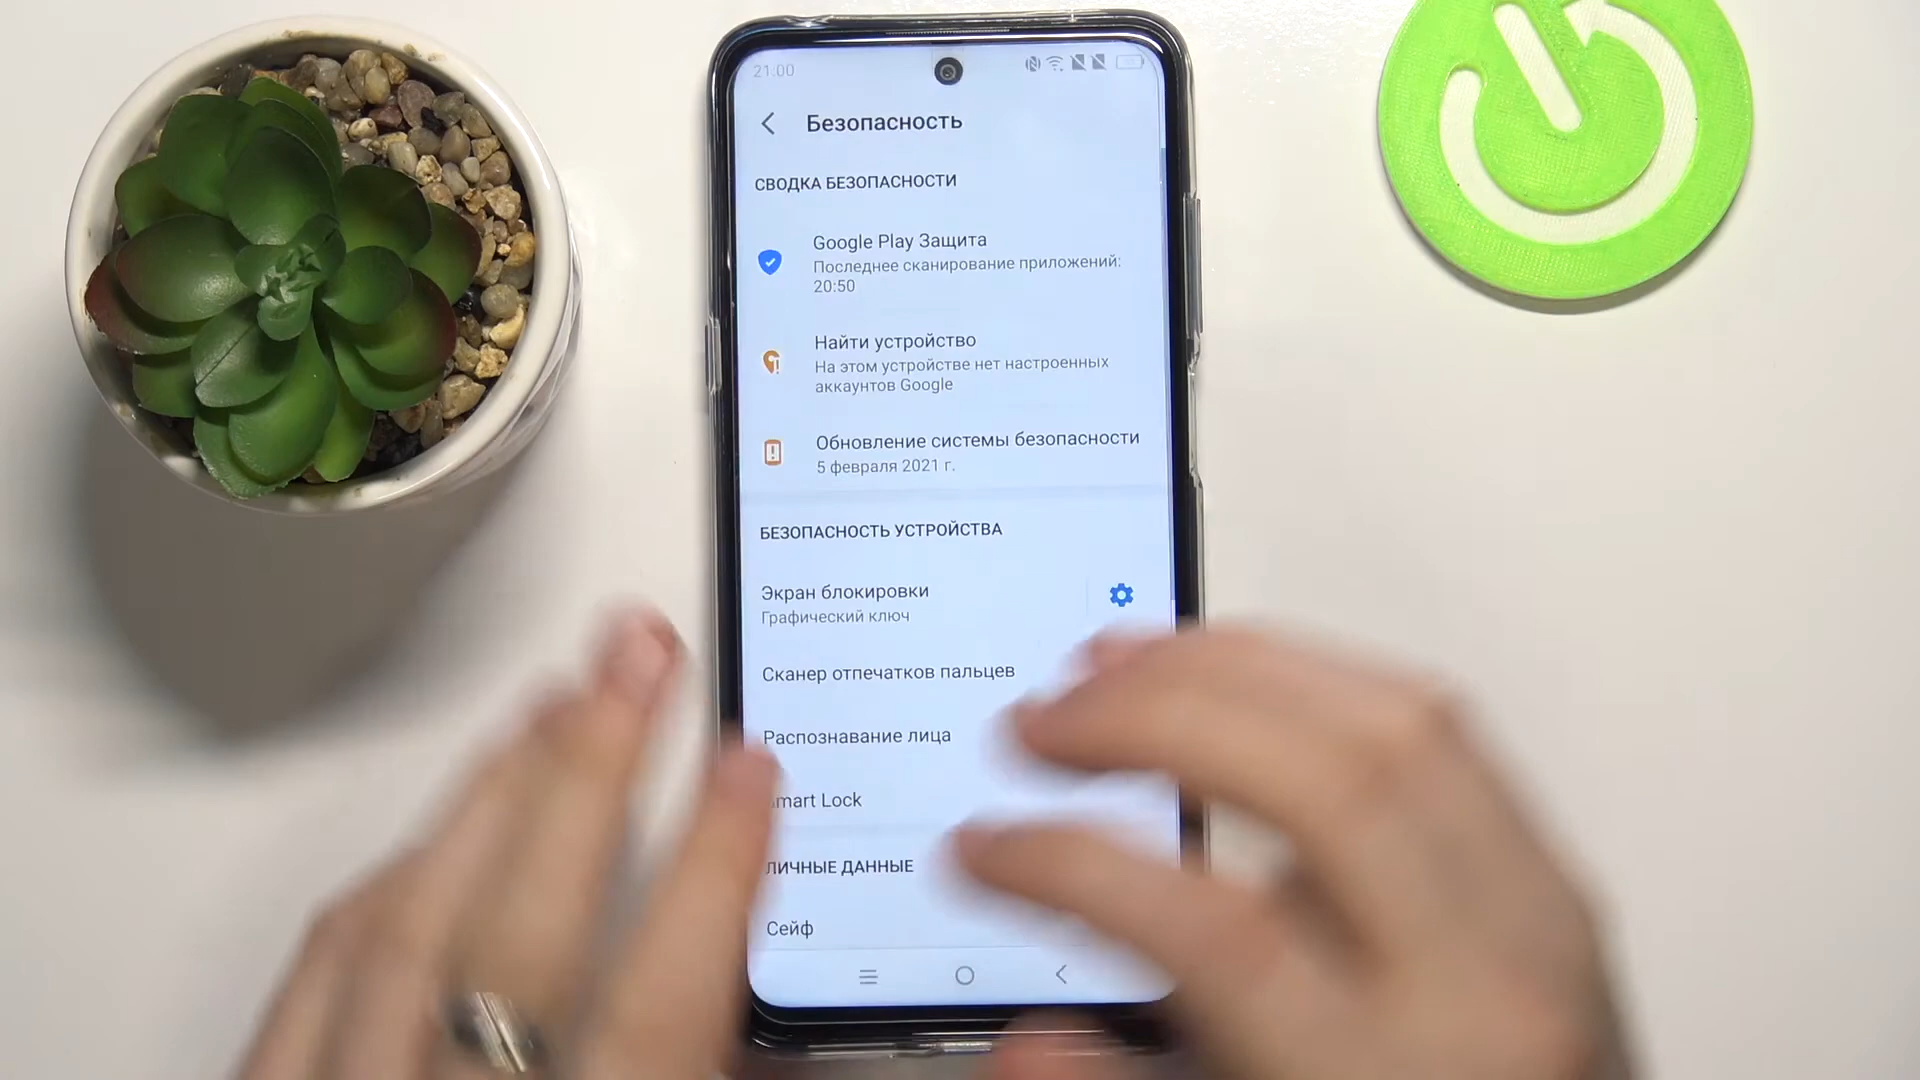 21:00
Безопасность
СВОДКА БЕЗОПАСНОСТИ
Google Play Защита
Последнее сканирование приложений:
20:50
Найти устройство
На этом устройстве нет настроенных
аккаунтов Google
Обновление системы безопасности
5 февраля 2021 г.
БЕЗОПАСНОСТЬ УСТРОЙСТВА
Экран блокировки
Графический ключ
Сканер отпечатков пальцев
Распознавание лица
mart Lock
ЛИЧНЫЕ ДАННЫЕ
Сейф